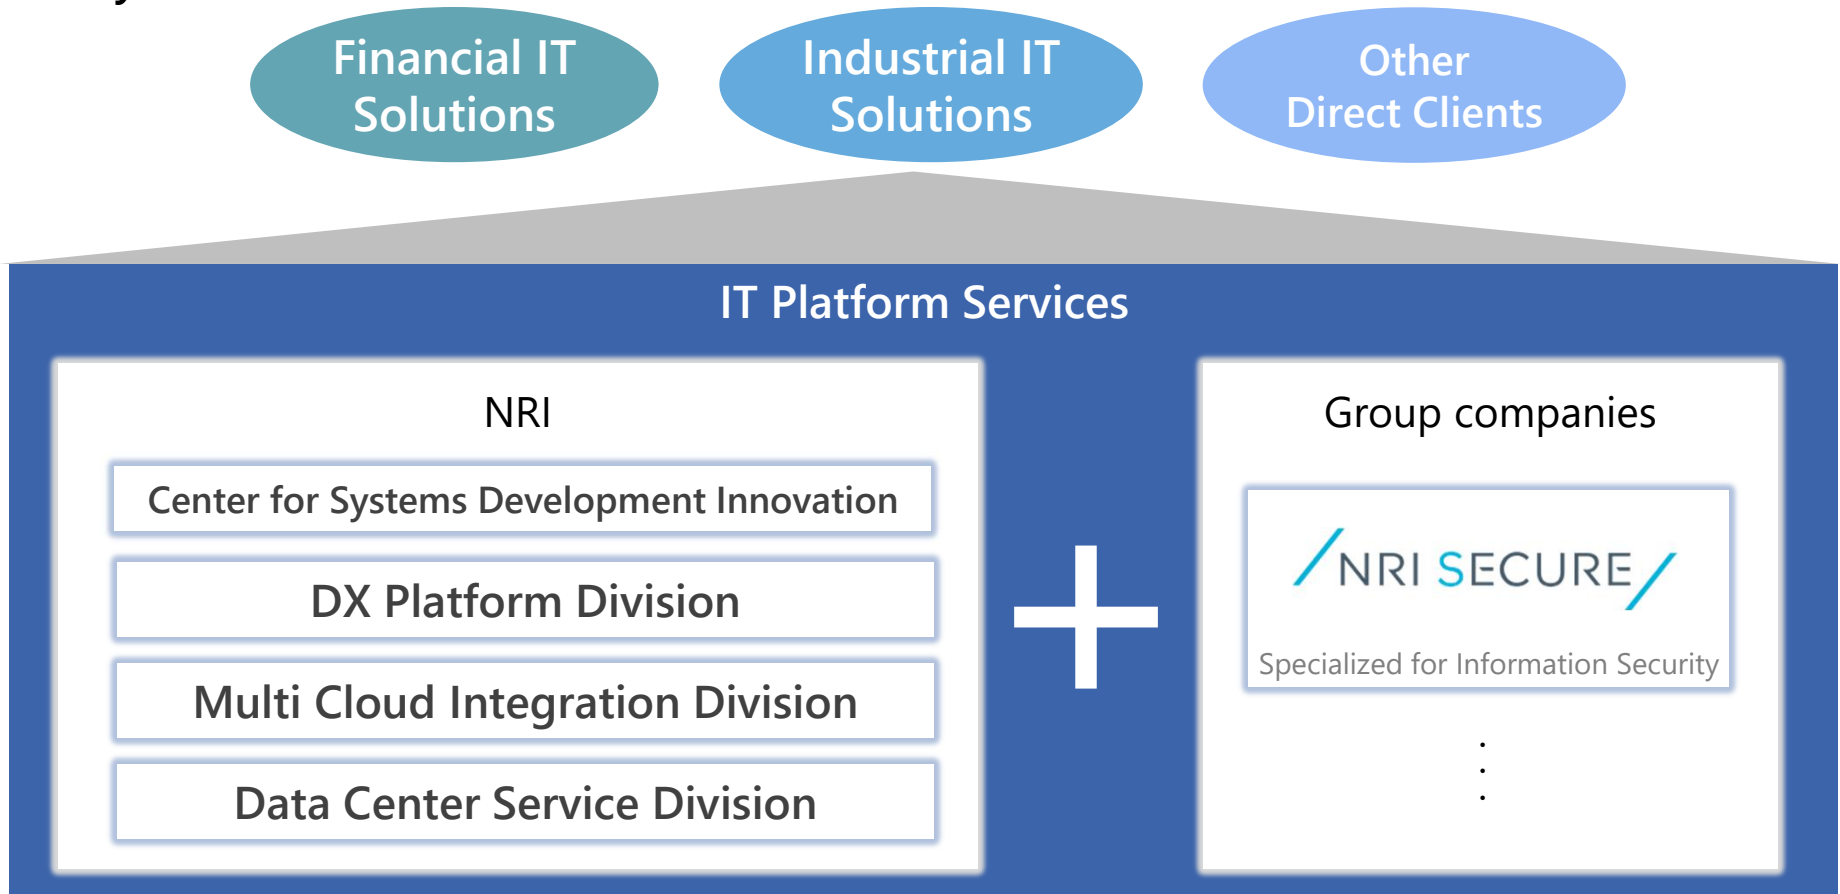 Financial IT
Solutions
Industrial IT
Solutions
Other
Direct Clients
IT Platform Services
NRI
Center for Systems Development Innovation
DX Platform Division
Multi Cloud Integration Division
Data Center Service Division
Group companies
NRI SECURE
Specialized for Information Security